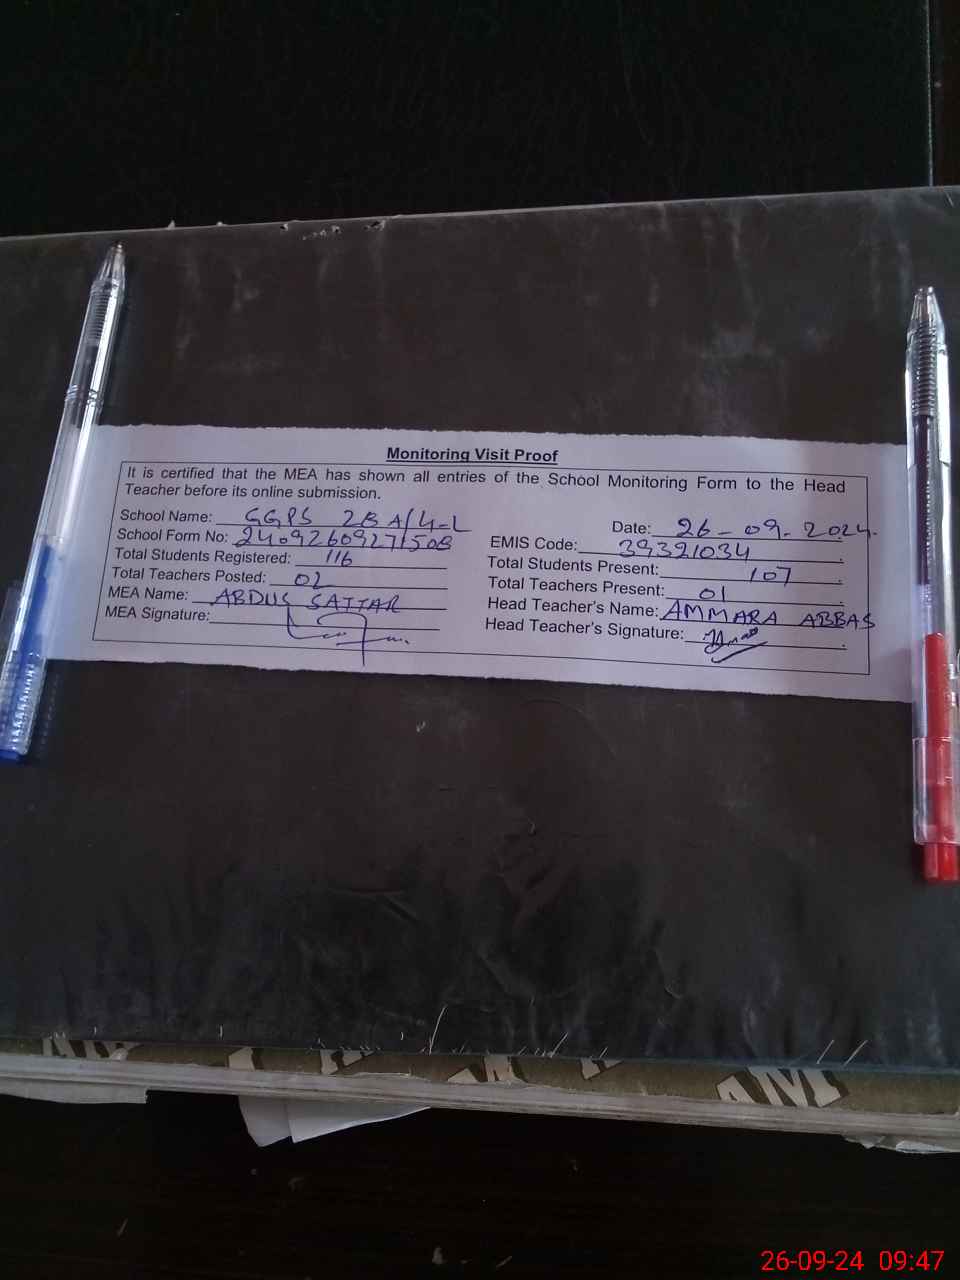 Monitoring Visit Proof
It is certified that the MEA has shown all entries of the School Monitoring Form to the Head
Teacher before its online submission.
School Name: GGPS 2B A/4-L
Date: 26-09-2024.
School Form No: 24092609271508
EMIS Code: 39321034
Total Students Registered: 116
Total Students Present: 107
Total Teachers Posted: 02
Total Teachers Present: 01
MEA Name: ABDUS SATTAR
Head Teacher's Name: AMMARA ABBAS
MEA Signature:
Head Teacher's Signature:
AM
26-09-24 09:47